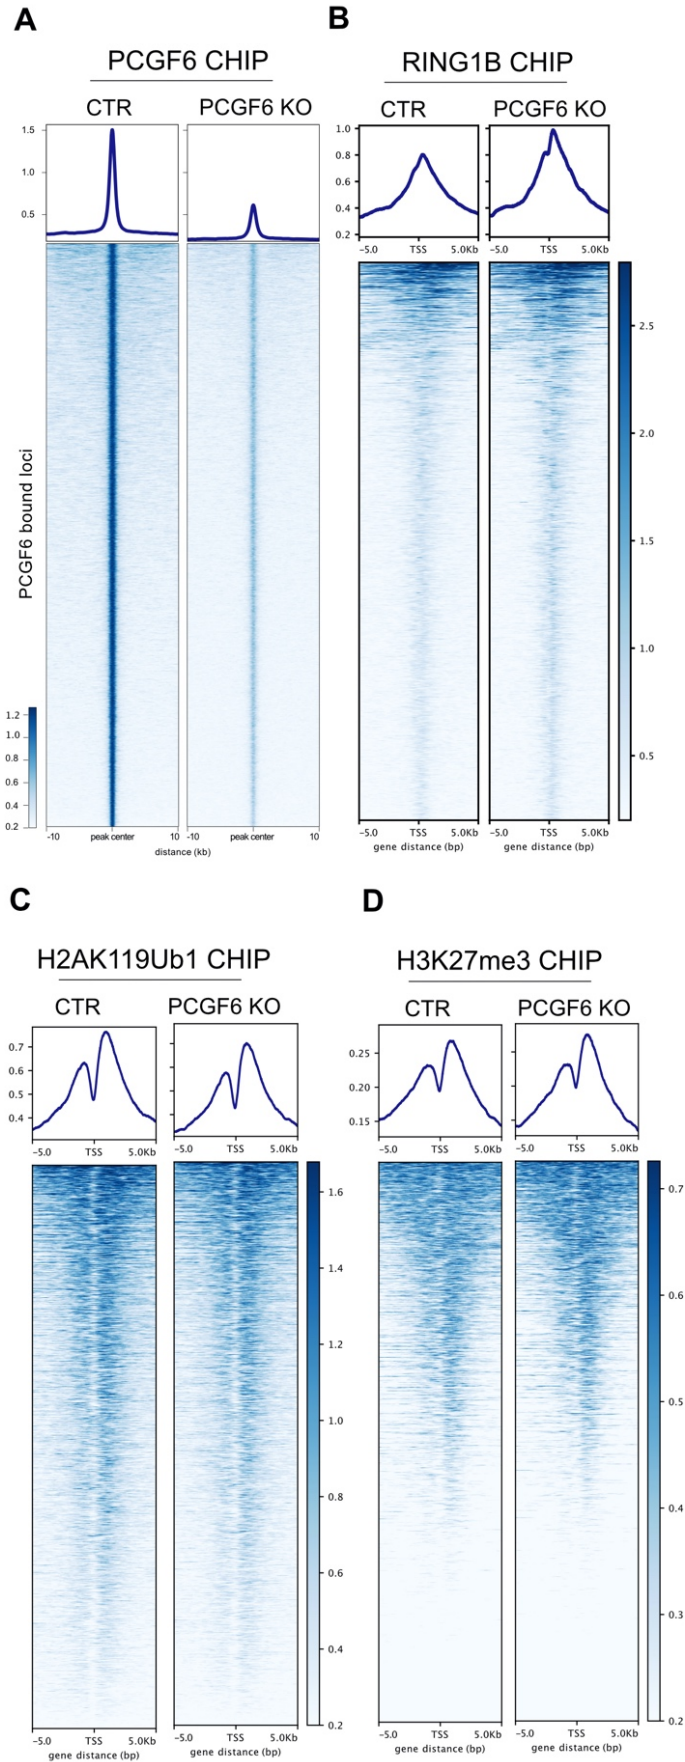 A
PCGF6 CHIP
CTR
PCGF6 KO
1.5
1.0
0.5
PCGF6 bound loci
1.2
1.0
0.8
0.6
0.4
0.2
-10
peak center
10
-10
peak center
10
distance (kb)
B
RING1B CHIP
CTR
PCGF6 KO
1.0
0.8
0.6
0.4
0.2
−5.0
TSS
5.0Kb
−5.0
TSS
5.0Kb
2.5
2.0
1.5
1.0
0.5
−5.0
TSS
5.0Kb
−5.0
TSS
5.0Kb
gene distance (bp)
gene distance (bp)
C
H2AK119Ub1 CHIP
CTR
PCGF6 KO
0.7
0.6
0.5
0.4
−5.0
TSS
5.0Kb
−5.0
TSS
5.0Kb
1.6
1.4
1.2
1.0
0.8
0.6
0.4
0.2
−5.0
TSS
5.0Kb
−5.0
TSS
5.0Kb
gene distance (bp)
gene distance (bp)
D
H3K27me3 CHIP
CTR
PCGF6 KO
0.25
0.20
0.15
−5.0
TSS
5.0Kb
−5.0
TSS
5.0Kb
0.7
0.6
0.5
0.4
0.3
0.2
−5.0
TSS
5.0Kb
−5.0
TSS
5.0Kb
gene distance (bp)
gene distance (bp)